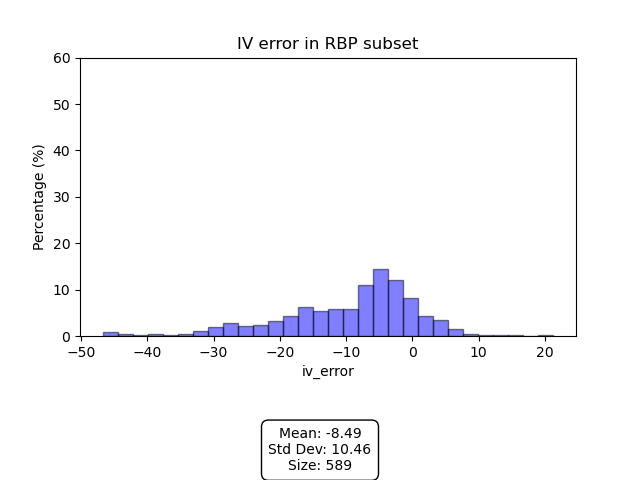 IV error in RBP subset
60
50
40
30
20
10
0
Percentage (%)
−50 −40 −30 −20 −10 0 10 20
iv_error
Mean: -8.49
Std Dev: 10.46
Size: 589